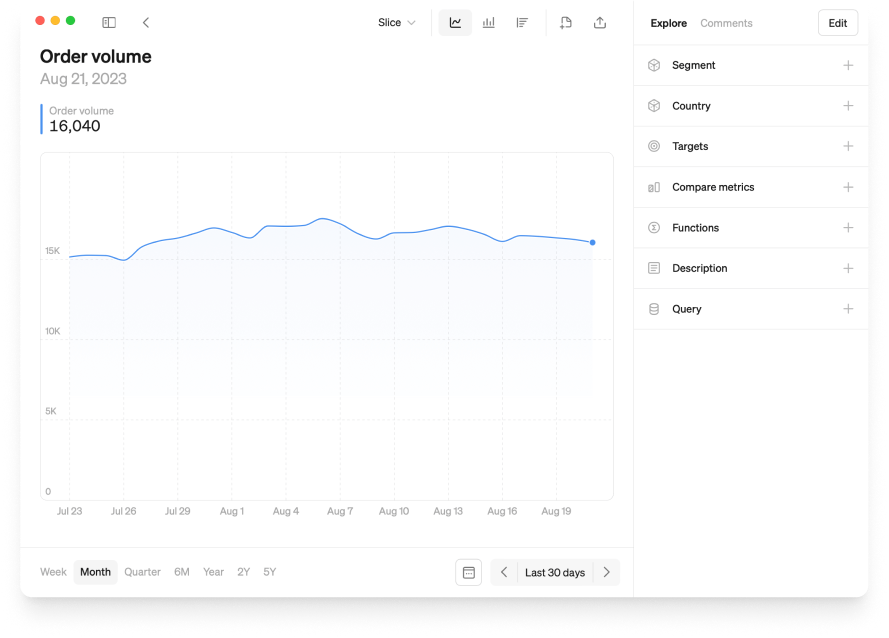 Slice
Order volume
Aug 21, 2023
Order volume
16,040
15K
10K
5K
0
Jul 23 Jul 26 Jul 29 Aug 1 Aug 4 Aug 7 Aug 10 Aug 13 Aug 16 Aug 19
Week Month Quarter 6M Year 2Y 5Y
Last 30 days
Explore Comments Edit
Segment
Country
Targets
Compare metrics
Functions
Description
Query